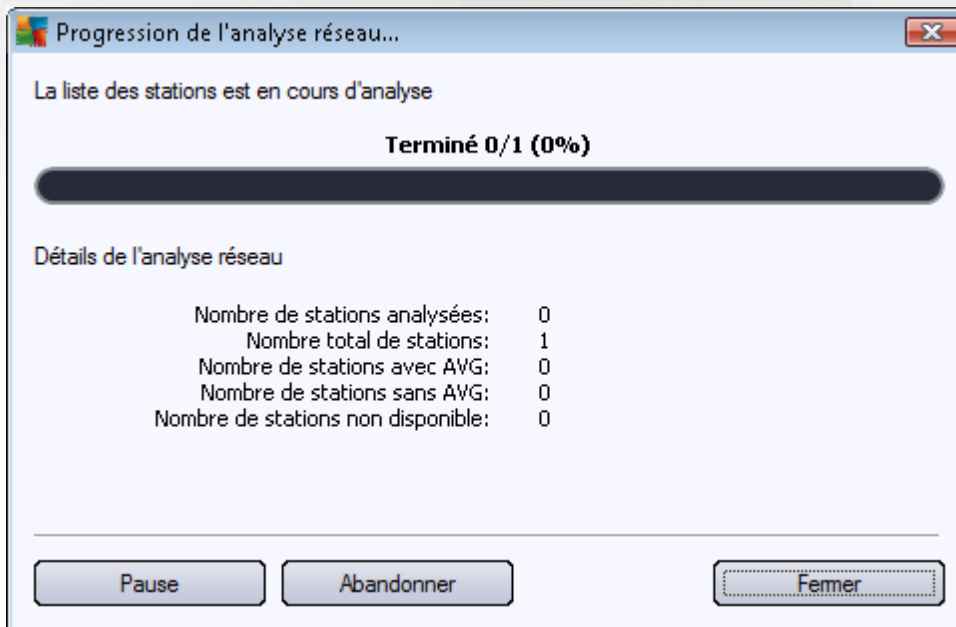 Progression de l'analyse réseau...
La liste des stations est en cours d'analyse
Terminé 0/1 (0%)
Détails de l'analyse réseau
Nombre de stations analysées: 0
Nombre total de stations: 1
Nombre de stations avec AVG: 0
Nombre de stations sans AVG: 0
Nombre de stations non disponible: 0
Pause Abandonner Fermer